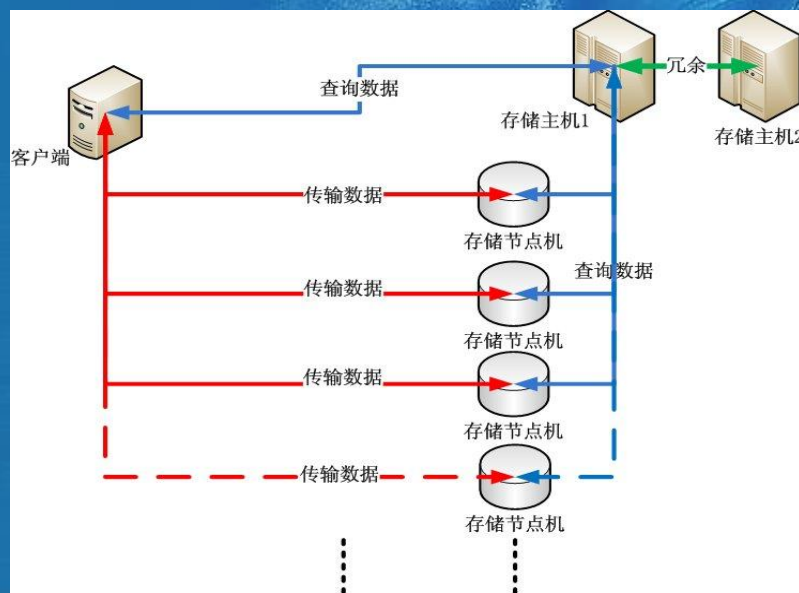 冗余
查询数据
存储主机1
存储主机2
客户端
传输数据
存储节点机
查询数据
传输数据
存储节点机
传输数据
存储节点机
传输数据
存储节点机